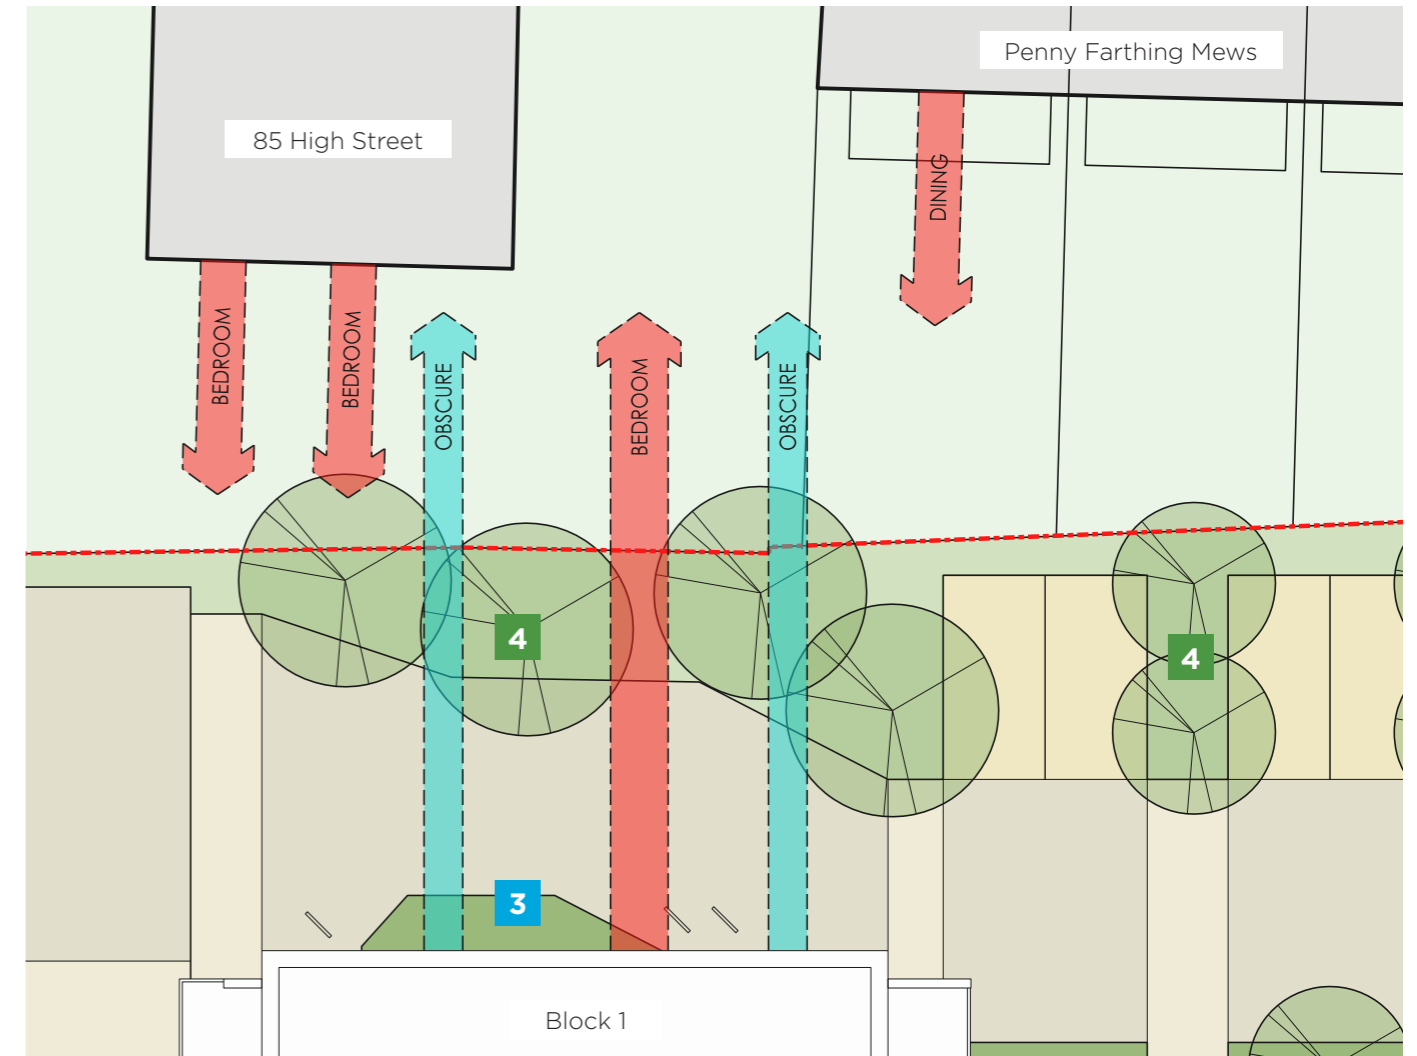 Penny Farthing Mews
85 High Street
DINING
BEDROOM
BEDROOM
OBSCURE
BEDROOM
OBSCURE
4
4
3
Block 1